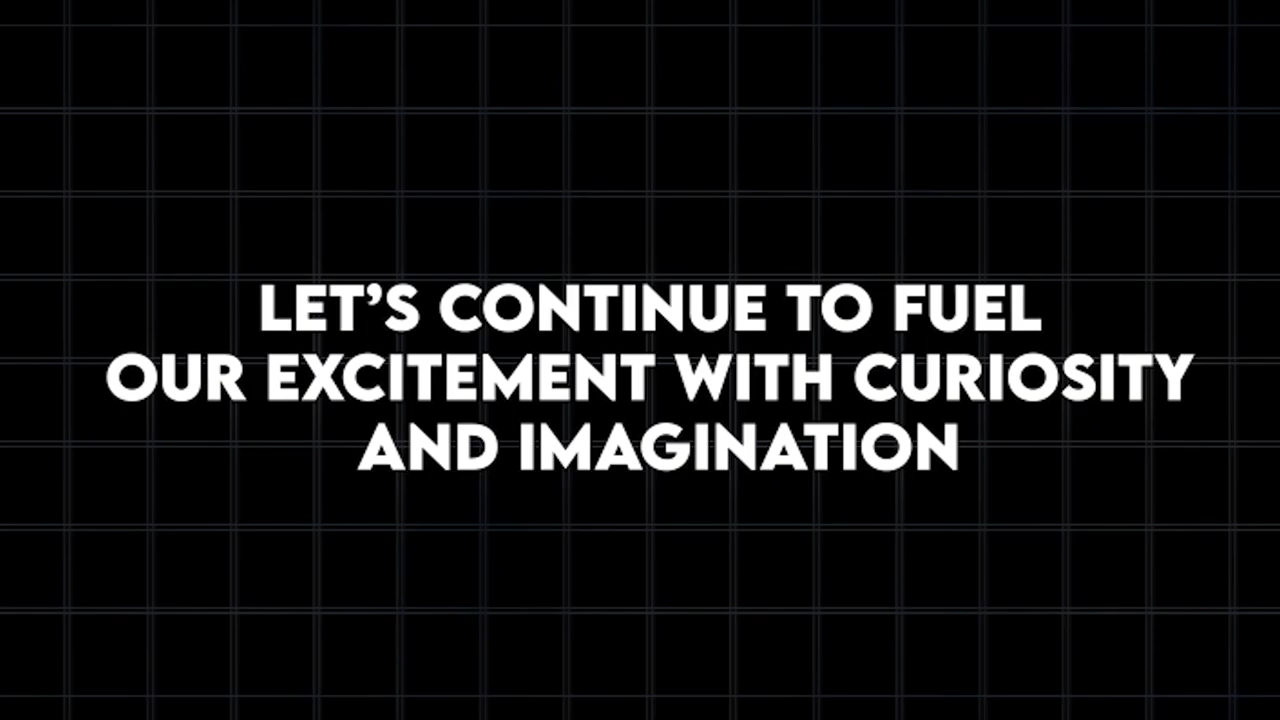 LET’S CONTINUE TO FUEL
OUR EXCITEMENT WITH CURIOSITY
AND IMAGINATION